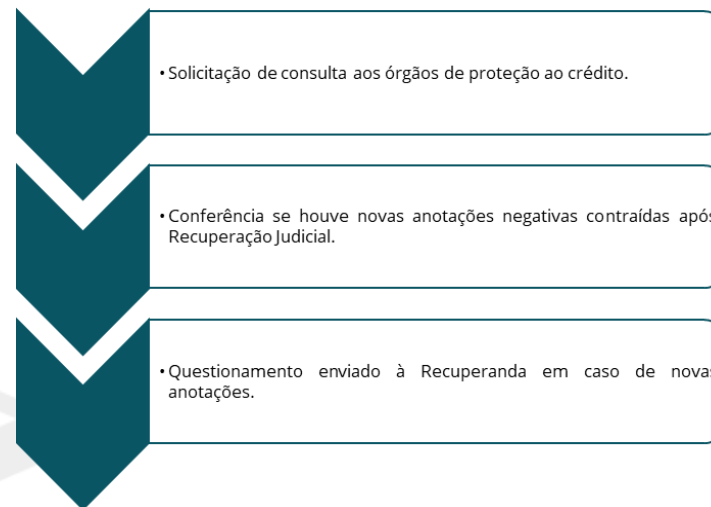 • Solicitação de consulta aos órgãos de proteção ao crédito.
• Conferência se houve novas anotações negativas contraídas após
Recuperação Judicial.
• Questionamento enviado à Recuperanda em caso de novas
anotações.